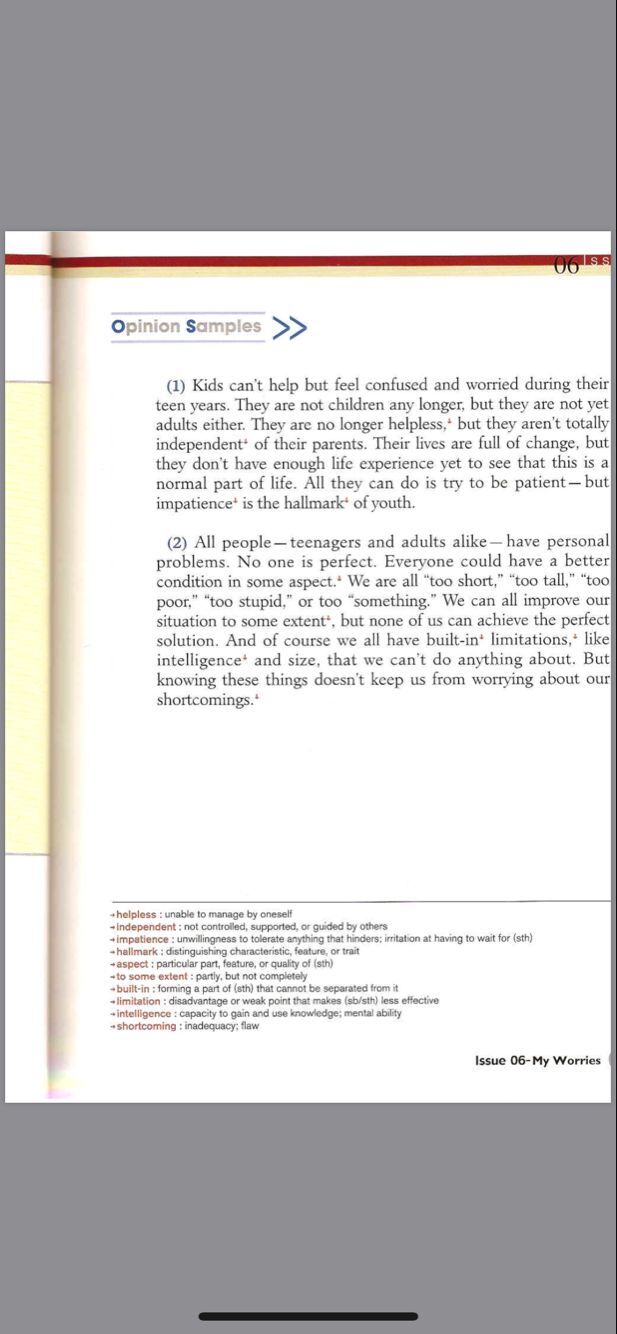 06 Iss
Opinion Samples >>
(1) Kids can't help but feel confused and worried during their
teen years. They are not children any longer, but they are not yet
adults either. They are no longer helpless,⁺ but they aren't totally
independent⁺ of their parents. Their lives are full of change, but
they don't have enough life experience yet to see that this is a
normal part of life. All they can do is try to be patient—but
impatience⁺ is the hallmark⁺ of youth.
(2) All people—teenagers and adults alike—have personal
problems. No one is perfect. Everyone could have a better
condition in some aspect.⁺ We are all “too short,” “too tall,” “too
poor,” “too stupid,” or too “something.” We can all improve our
situation to some extent⁺, but none of us can achieve the perfect
solution. And of course we all have built-in⁺ limitations,⁺ like
intelligence⁺ and size, that we can't do anything about. But
knowing these things doesn't keep us from worrying about our
shortcomings.⁺
→helpless : unable to manage by oneself
→independent : not controlled, supported, or guided by others
→impatience : unwillingness to tolerate anything that hinders; irritation at having to wait for (sth)
→hallmark : distinguishing characteristic, feature, or trait
→aspect : particular part, feature, or quality of (sth)
→to some extent : partly, but not completely
→built-in : forming a part of (sth) that cannot be separated from it
→limitation : disadvantage or weak point that makes (sb/sth) less effective
→intelligence : capacity to gain and use knowledge; mental ability
→shortcoming : inadequacy; flaw
Issue 06-My Worries